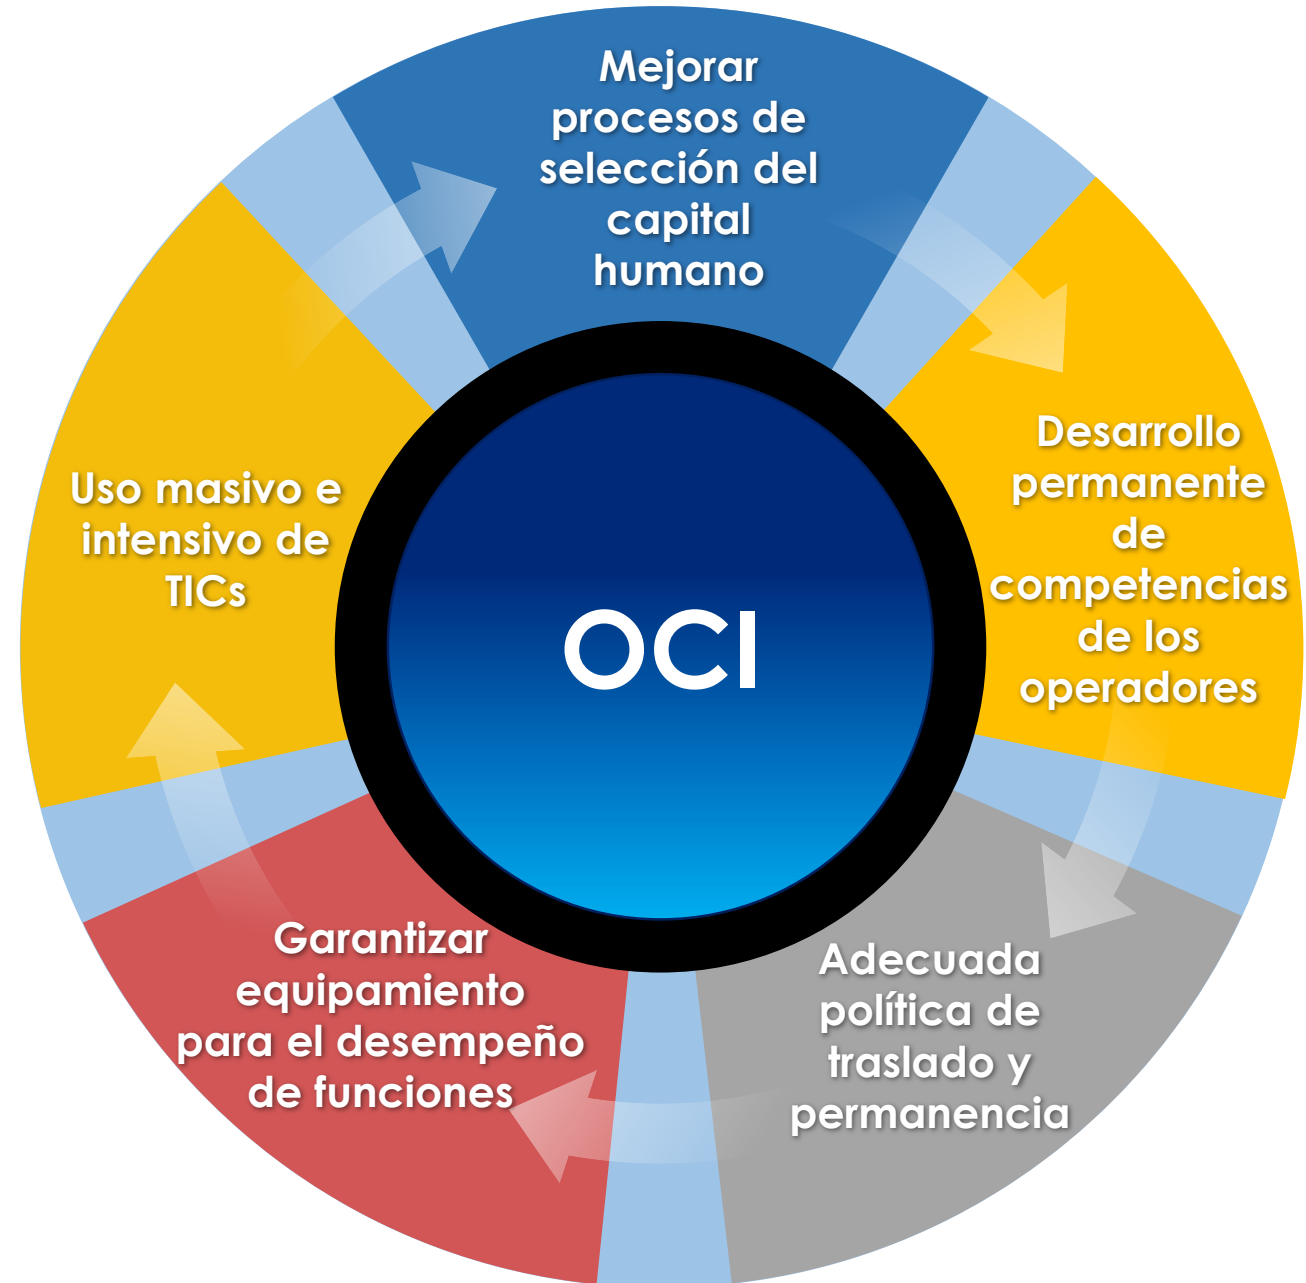 Mejorar
procesos de
selección del
capital
humano
Desarrollo
permanente
de
competencias
de los
operadores
Adecuada
política de
traslado y
permanencia
Garantizar
equipamiento
para el desempeño
de funciones
Uso masivo e
intensivo de
TICs
OCI